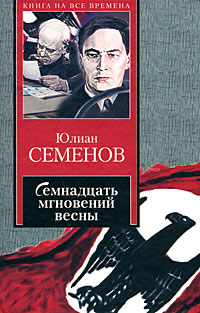 КНИГА НА ВСЕ ВРЕМЕНА
Юлиан
СЕМЕНОВ
Семнадцать
мгновений
весны